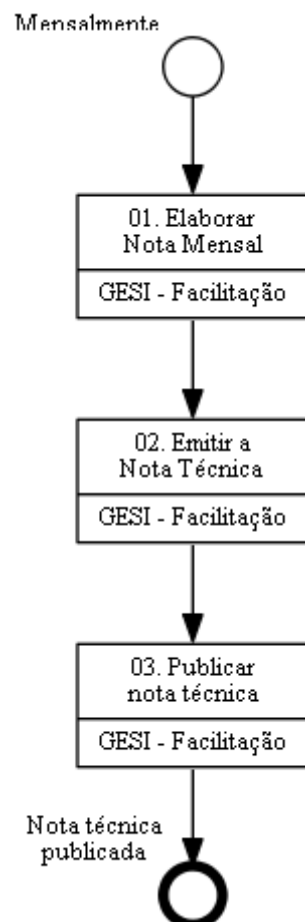 Mensalmente
01. Elaborar
Nota Mensal
GESI - Facilitação
02. Emitir a
Nota Técnica
GESI - Facilitação
03. Publicar
nota técnica
GESI - Facilitação
Nota técnica
publicada